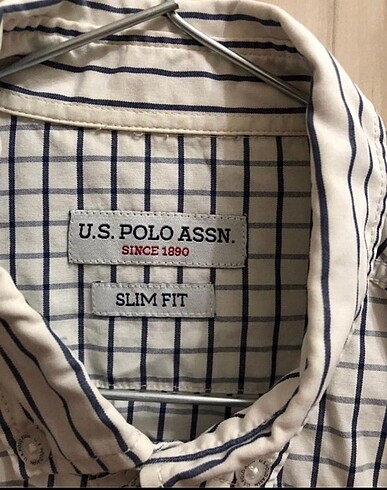 U.S. POLO ASSN.
SINCE 1890
SLIM FIT